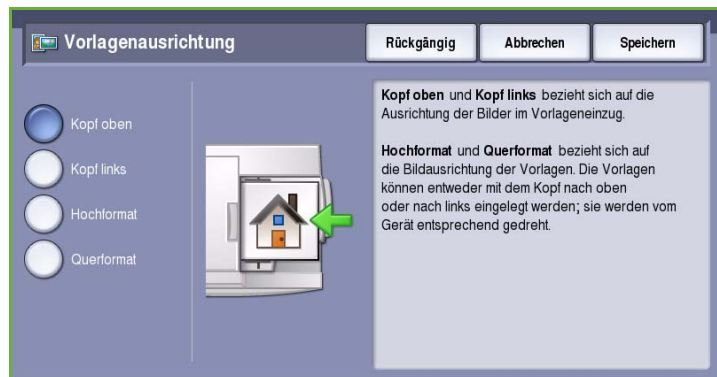 Vorlagenausrichtung
Rückgängig
Abbrechen
Speichern
Kopf oben
Kopf links
Hochformat
Querformat
Kopf oben und Kopf links bezieht sich auf die
Ausrichtung der Bilder im Vorlageneinzug.
Hochformat und Querformat bezieht sich auf
die Bildausrichtung der Vorlagen. Die Vorlagen
können entweder mit dem Kopf nach oben
oder nach links eingelegt werden; sie werden vom
Gerät entsprechend gedreht.